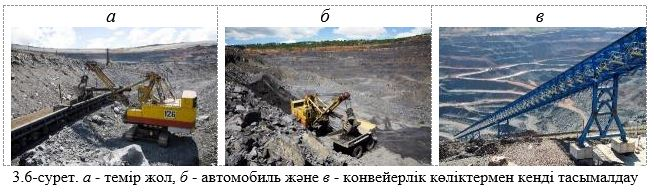 а б в
126
3.6-сурет. а - темір жол, б - автомобиль және в - конвейерлік көліктермен кенді тасымалдау